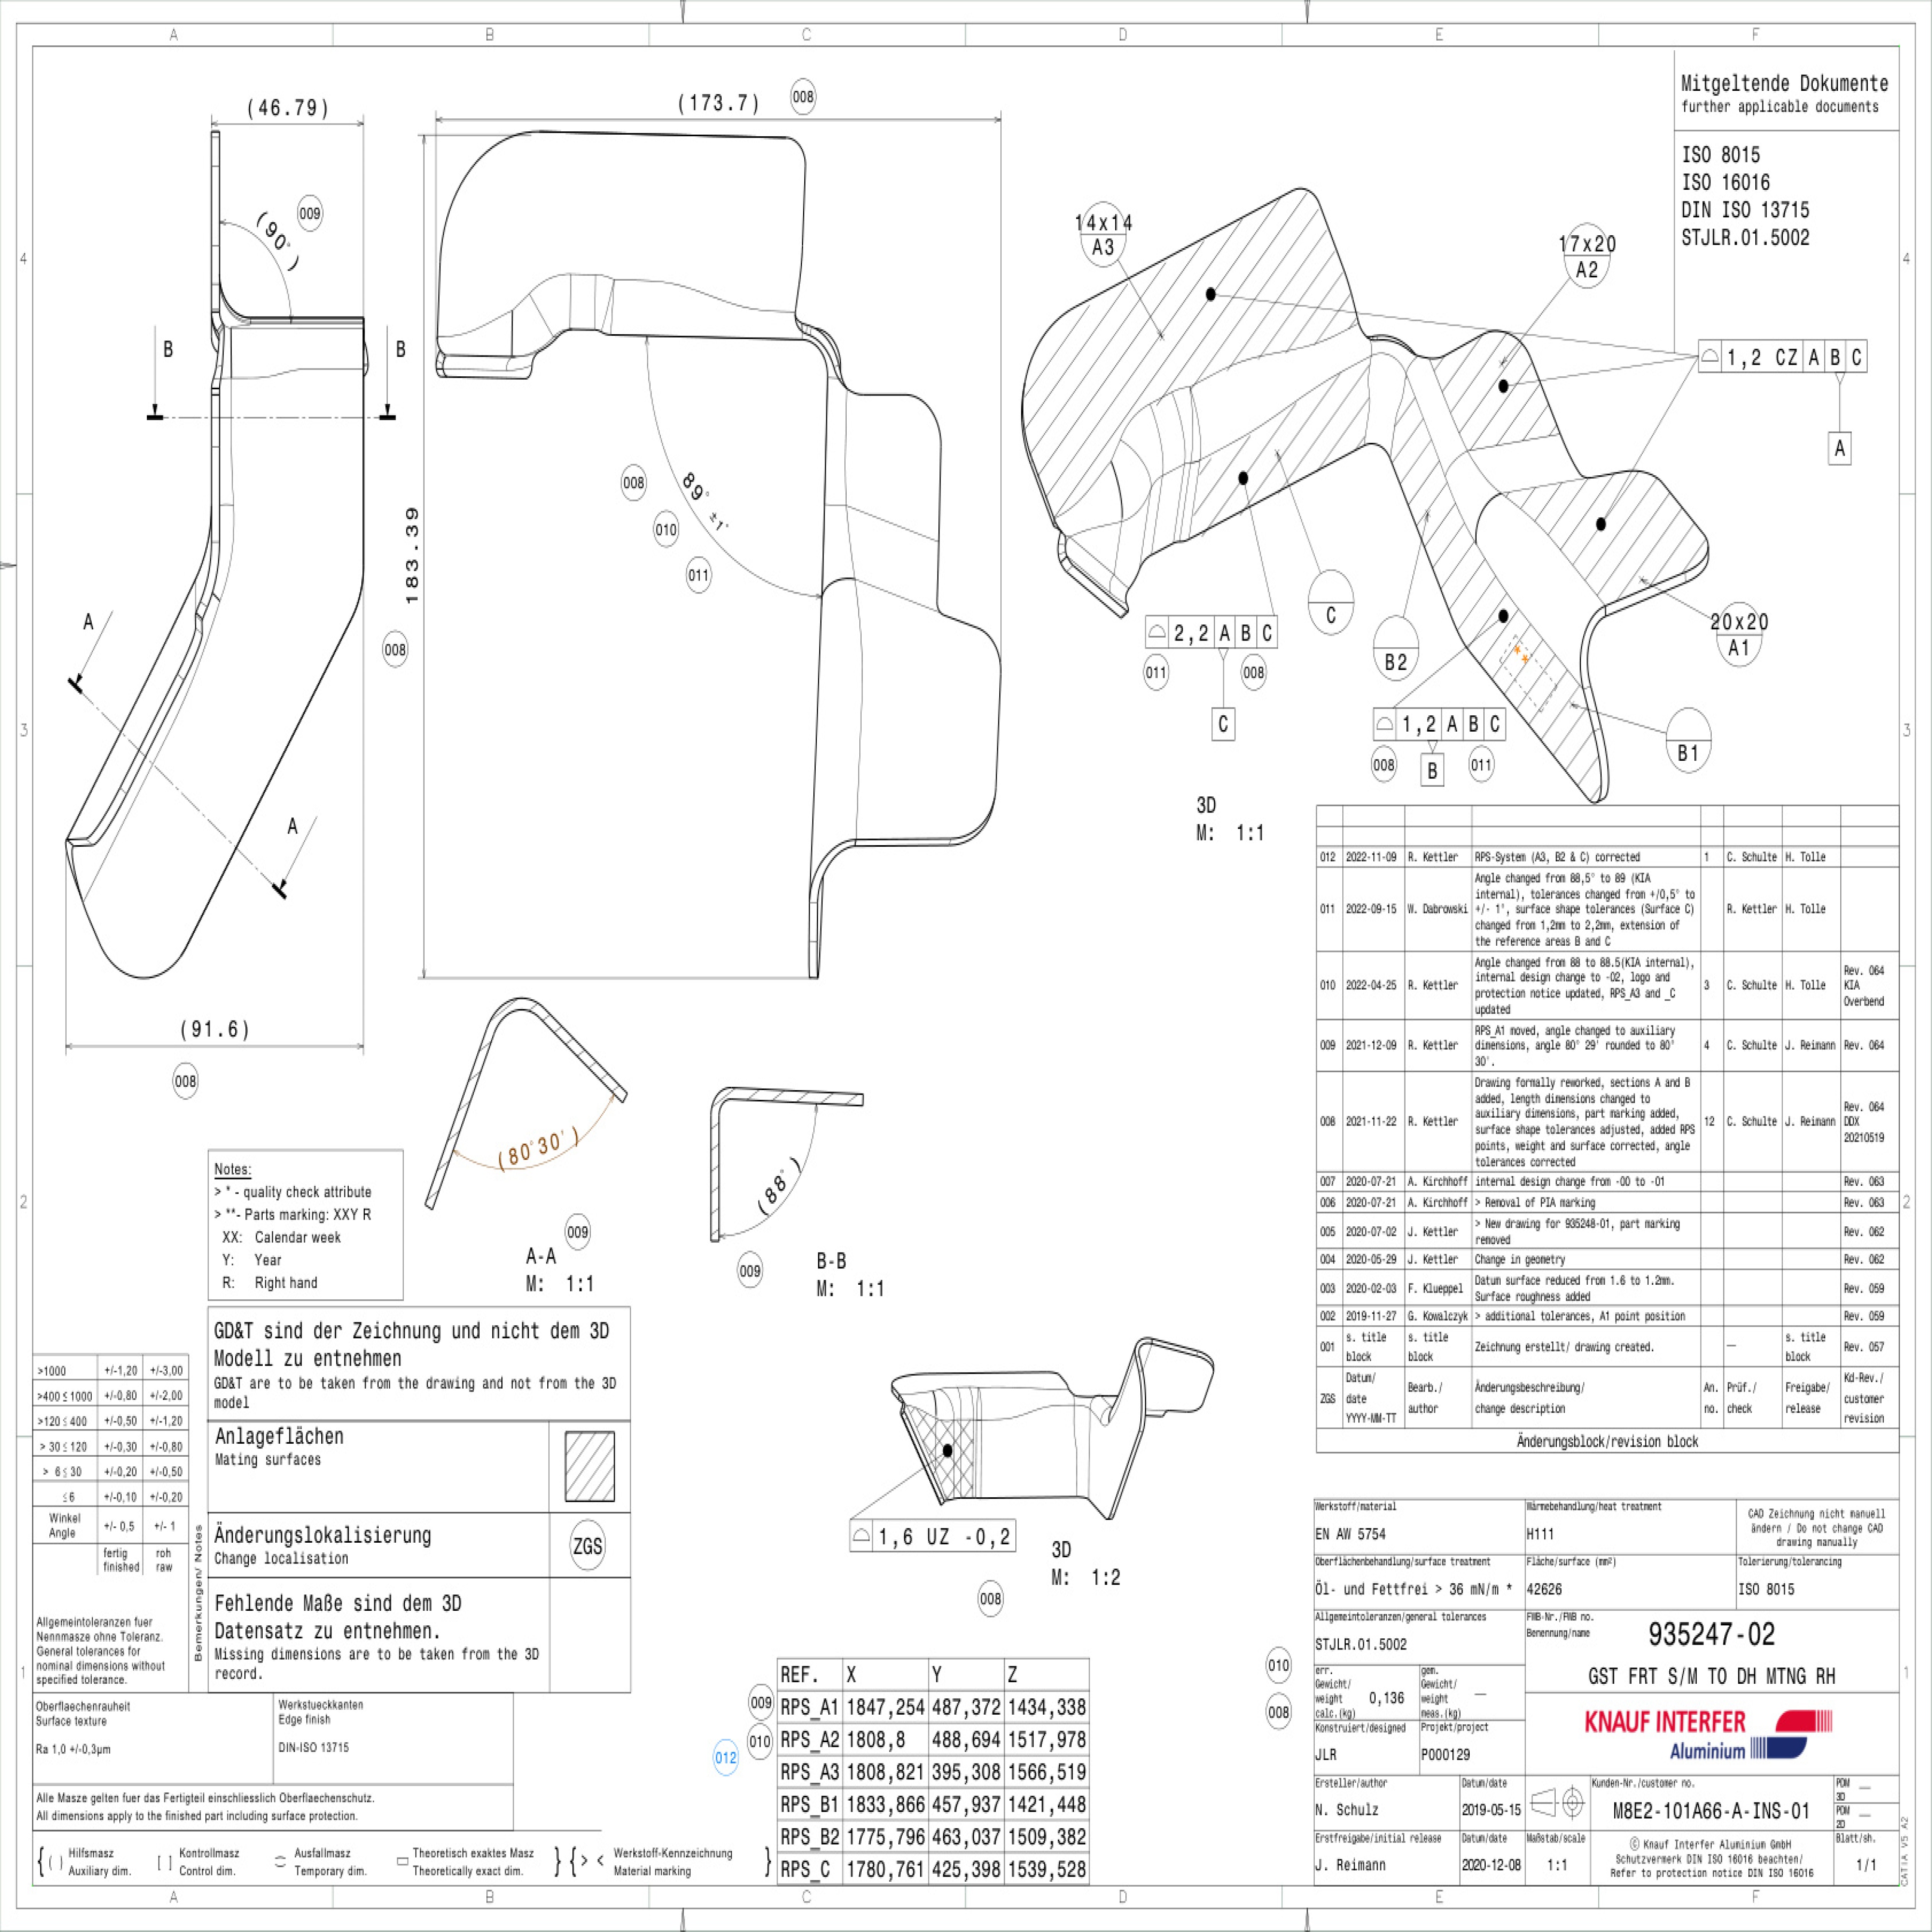 A B C D E F
4
3
2
1
Mitgeltende Dokumente
further applicable documents
ISO 8015
ISO 16016
DIN ISO 13715
STJLR.01.5002
(46.79)
(90°)
009
B B
A
A
(91.6)
008
(173.7)
008
183.39
008
89° ±1°
008
010
011
14x14
A3
17x20
A2
1,2 CZ A B C
A
20x20
A1
2,2 A B C
011
008
C
C
B2
1,2 A B C
008
B
011
B1
**
3D
M: 1:1
(80°30')
009
A-A
M: 1:1
(88°)
009
B-B
M: 1:1
1,6 UZ -0,2
008
3D
M: 1:2
Notes:
> * - quality check attribute
> **- Parts marking: XXY R
XX: Calendar week
Y: Year
R: Right hand
GD&T sind der Zeichnung und nicht dem 3D
Modell zu entnehmen
GD&T are to be taken from the drawing and not from the 3D
model
Anlageflächen
Mating surfaces
Änderungslokalisierung
Change localisation
ZGS
Fehlende Maße sind dem 3D
Datensatz zu entnehmen.
Missing dimensions are to be taken from the 3D
record.
Bemerkungen/ Notes
>1000 +/-1,20 +/-3,00
>400 ≤ 1000 +/-0,80 +/-2,00
>120 ≤ 400 +/-0,50 +/-1,20
> 30 ≤ 120 +/-0,30 +/-0,80
> 6 ≤ 30 +/-0,20 +/-0,50
≤6 +/-0,10 +/-0,20
Winkel
Angle +/- 0,5 +/- 1
fertig roh
finished raw
Allgemeintoleranzen fuer
Nennmasze ohne Toleranz.
General tolerances for
nominal dimensions without
specified tolerance.
Oberflaechenrauheit
Surface texture
Ra 1,0 +/-0,3µm
Werkstueckkanten
Edge finish
DIN-ISO 13715
Alle Masze gelten fuer das Fertigteil einschliesslich Oberflaechenschutz.
All dimensions apply to the finished part including surface protection.
{ ( ) Hilfsmasz
Auxiliary dim.
[ ] Kontrollmasz
Control dim.
Ausfallmasz
Temporary dim.
Theoretisch exaktes Masz
Theoretically exact dim. }
{ > < Werkstoff-Kennzeichnung
Material marking }
REF. X Y Z
009 RPS_A1 1847,254 487,372 1434,338
010 RPS_A2 1808,8 488,694 1517,978
012 RPS_A3 1808,821 395,308 1566,519
RPS_B1 1833,866 457,937 1421,448
RPS_B2 1775,796 463,037 1509,382
RPS_C 1780,761 425,398 1539,528
012 2022-11-09 R. Kettler RPS-System (A3, B2 & C) corrected 1 C. Schulte H. Tolle
011 2022-09-15 W. Dabrowski Angle changed from 88,5° to 89 (KIA
internal), tolerances changed from +/0,5° to
+/- 1°, surface shape tolerances (Surface C)
changed from 1,2mm to 2,2mm, extension of
the reference areas B and C R. Kettler H. Tolle
010 2022-04-25 R. Kettler Angle changed from 88 to 88.5(KIA internal),
internal design change to -02, logo and
protection notice updated, RPS_A3 and _C
updated 3 C. Schulte H. Tolle Rev. 064
KIA
Overbend
009 2021-12-09 R. Kettler RPS_A1 moved, angle changed to auxiliary
dimensions, angle 80° 29' rounded to 80°
30'. 4 C. Schulte J. Reimann Rev. 064
008 2021-11-22 R. Kettler Drawing formally reworked, sections A and B
added, length dimensions changed to
auxiliary dimensions, part marking added,
surface shape tolerances adjusted, added RPS
points, weight and surface corrected, angle
tolerances corrected 12 C. Schulte J. Reimann Rev. 064
DDX
20210519
007 2020-07-21 A. Kirchhoff internal design change from -00 to -01 Rev. 063
006 2020-07-21 A. Kirchhoff > Removal of PIA marking Rev. 063
005 2020-07-02 J. Kettler > New drawing for 935248-01, part marking
removed Rev. 062
004 2020-05-29 J. Kettler Change in geometry Rev. 062
003 2020-02-03 F. Klueppel Datum surface reduced from 1.6 to 1.2mm.
Surface roughness added Rev. 059
002 2019-11-27 G. Kowalczyk > additional tolerances, A1 point position Rev. 059
001 s. title
block s. title
block Zeichnung erstellt/ drawing created. — s. title
block Rev. 057
ZGS Datum/
date
YYYY-MM-TT Bearb./
author Änderungsbeschreibung/
change description An.
no. Prüf./
check Freigabe/
release Kd-Rev./
customer
revision
Änderungsblock/revision block
Werkstoff/material
EN AW 5754
Wärmebehandlung/heat treatment
H111
CAD Zeichnung nicht manuell
ändern / Do not change CAD
drawing manually
Oberflächenbehandlung/surface treatment
Öl- und Fettfrei > 36 mN/m *
Fläche/surface (mm²)
42626
Tolerierung/tolerancing
ISO 8015
Allgemeintoleranzen/general tolerances
STJLR.01.5002
FWB-Nr./FWB no.
Benennung/name
935247-02
GST FRT S/M TO DH MTNG RH
010
008
err.
Gewicht/
weight
calc.(kg) 0,136
gem.
Gewicht/
weight
meas.(kg) —
Konstruiert/designed
JLR
Projekt/project
P000129
KNAUF INTERFER
Aluminium
Ersteller/author
N. Schulz
Datum/date
2019-05-15
Kunden-Nr./customer no.
M8E2-101A66-A-INS-01
PDM —
3D
PDM —
2D
Erstfreigabe/initial release
J. Reimann
Datum/date
2020-12-08
Maßstab/scale
1:1
© Knauf Interfer Aluminium GmbH
Schutzvermerk DIN ISO 16016 beachten/
Refer to protection notice DIN ISO 16016
Blatt/sh.
1/1
CATIA V5 A2
A B C D E F